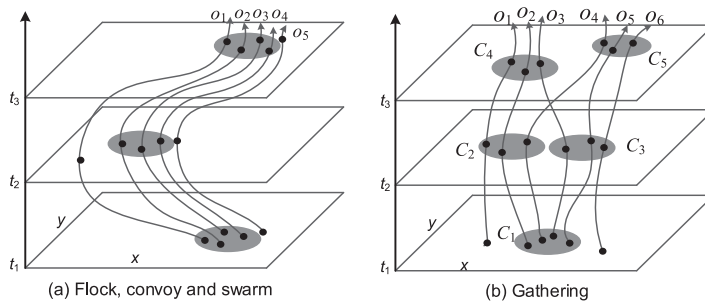 o1 o2 o3 o4
o5
t3
t2
y
t1
x
(a) Flock, convoy and swarm
o1 o2 o3 o4 o5 o6
C4
C5
t3
C2
C3
t2
y
C1
t1
x
(b) Gathering